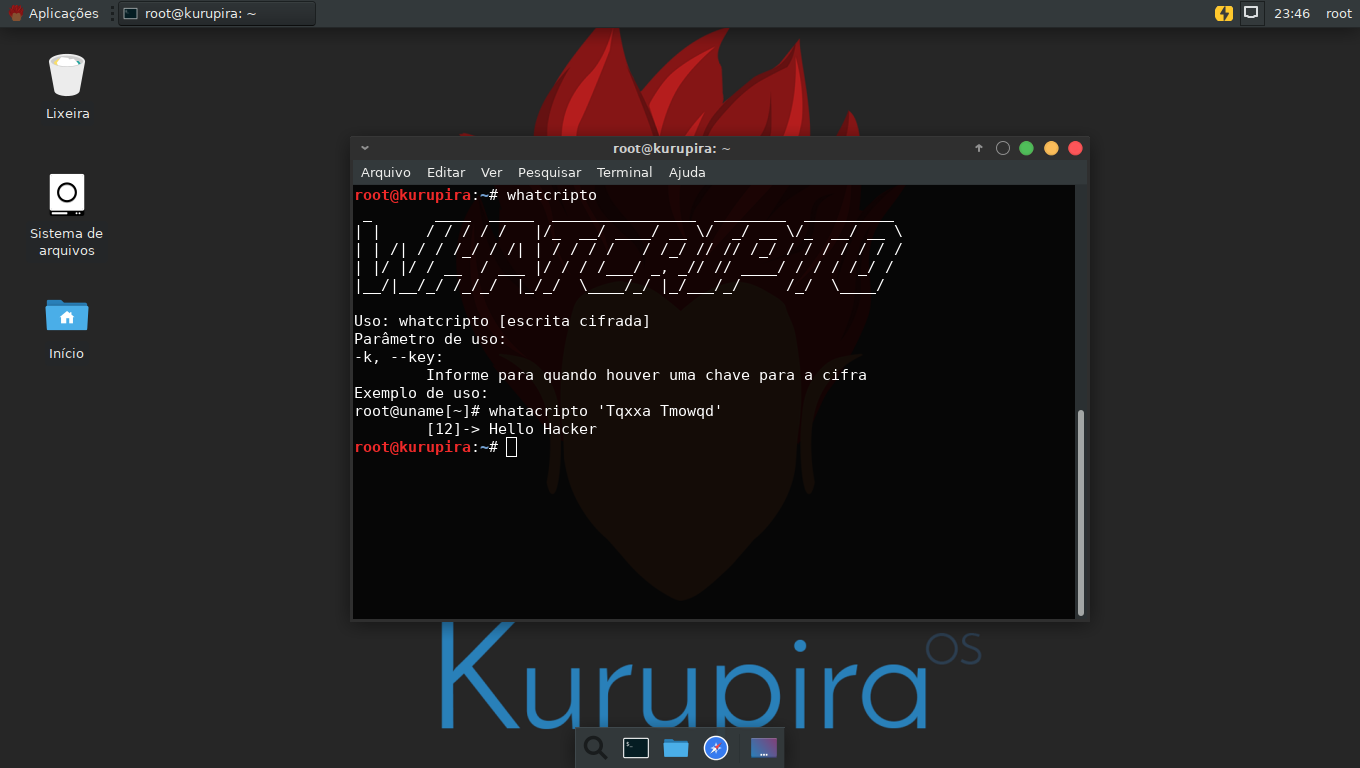 Aplicações
root@kurupira: ~
23:46
root
Lixeira
Sistema de
arquivos
Início
root@kurupira: ~
Arquivo Editar Ver Pesquisar Terminal Ajuda
root@kurupira:~# whatcripto
WHATCRIPTO
Uso: whatcripto [escrita cifrada]
Parâmetro de uso:
-k, --key:
Informe para quando houver uma chave para a cifra
Exemplo de uso:
root@uname[~]# whatacripto 'Tqxxa Tmowqd'
[12]-> Hello Hacker
root@kurupira:~#
Kurupira OS